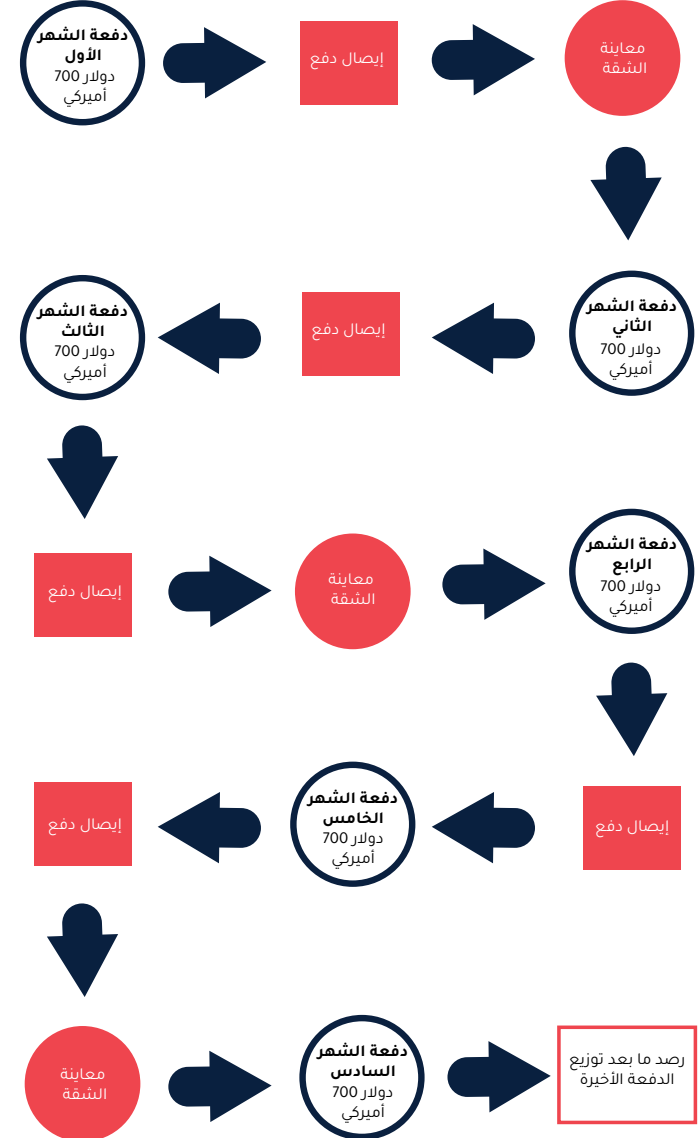 دفعة الشهر
الأول
700 دولار
أميركي
إيصال دفع
معاينة
الشقة
دفعة الشهر
الثاني
700 دولار
أميركي
إيصال دفع
دفعة الشهر
الثالث
700 دولار
أميركي
إيصال دفع
معاينة
الشقة
دفعة الشهر
الرابع
700 دولار
أميركي
إيصال دفع
دفعة الشهر
الخامس
700 دولار
أميركي
إيصال دفع
معاينة
الشقة
دفعة الشهر
السادس
700 دولار
أميركي
رصد ما بعد توزيع
الدفعة الأخيرة